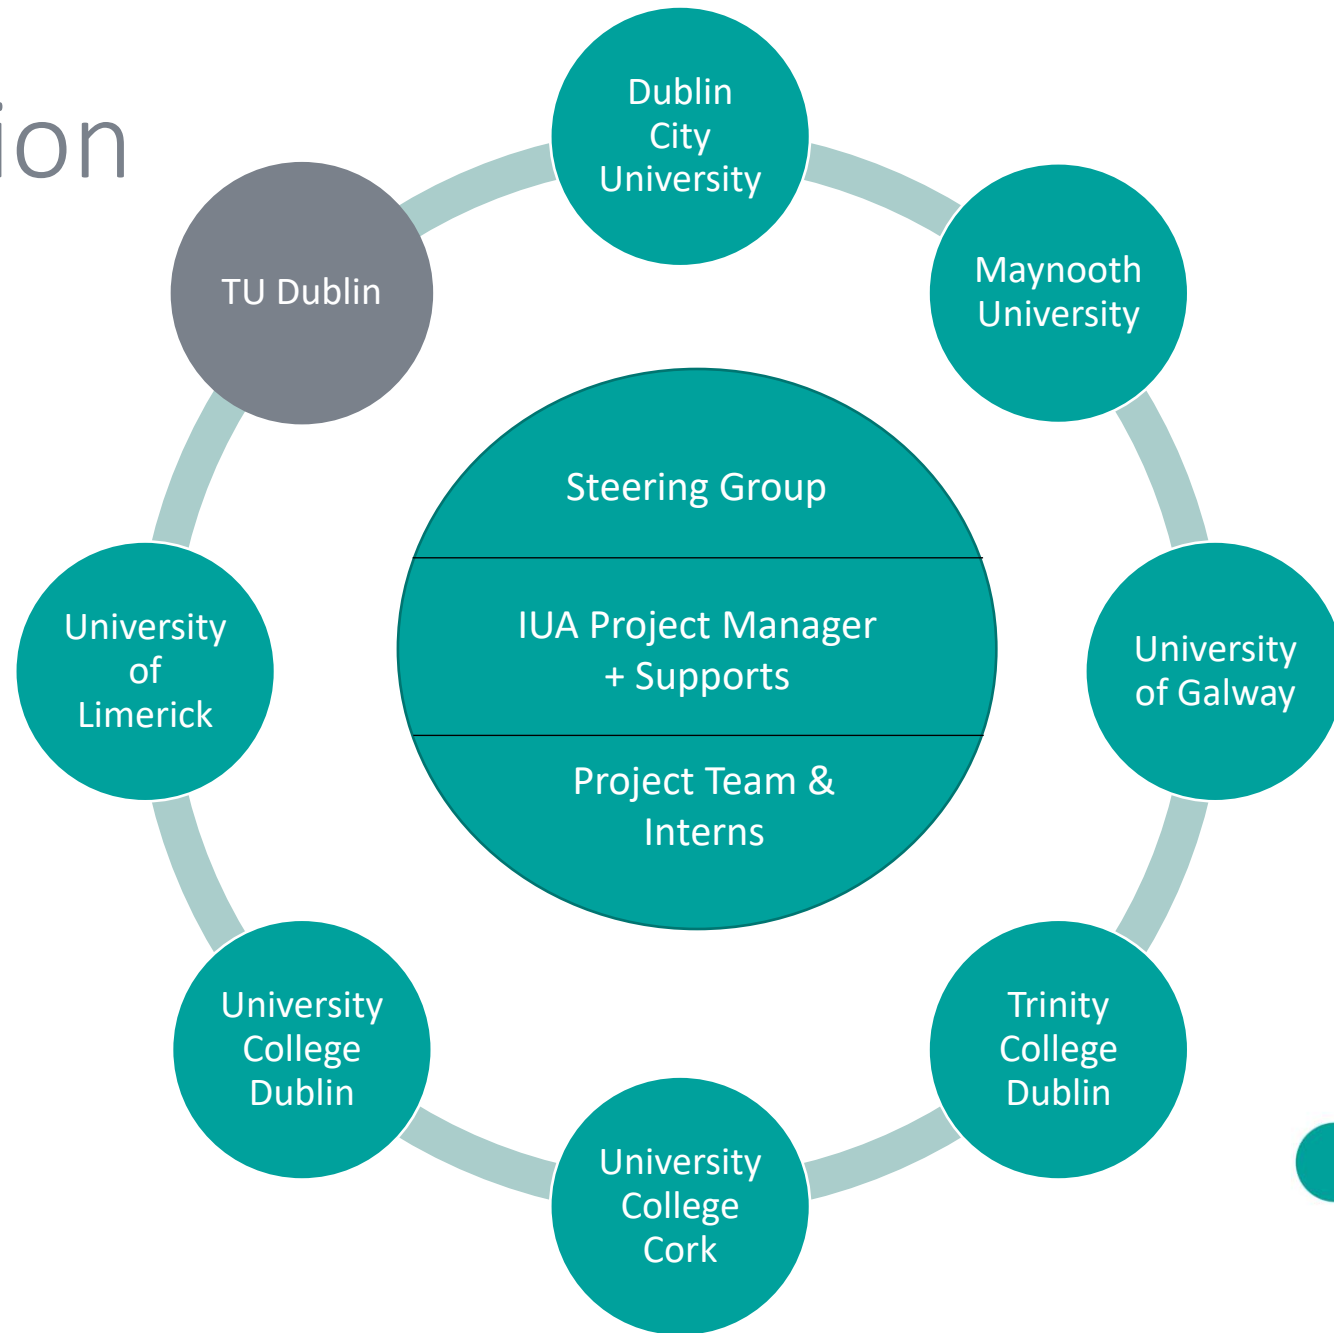 Dublin
City
University
TU Dublin
Maynooth
University
Steering Group
IUA Project Manager
+ Supports
Project Team &
Interns
University
of Galway
University
of
Limerick
Trinity
College
Dublin
University
College
Dublin
University
College
Cork